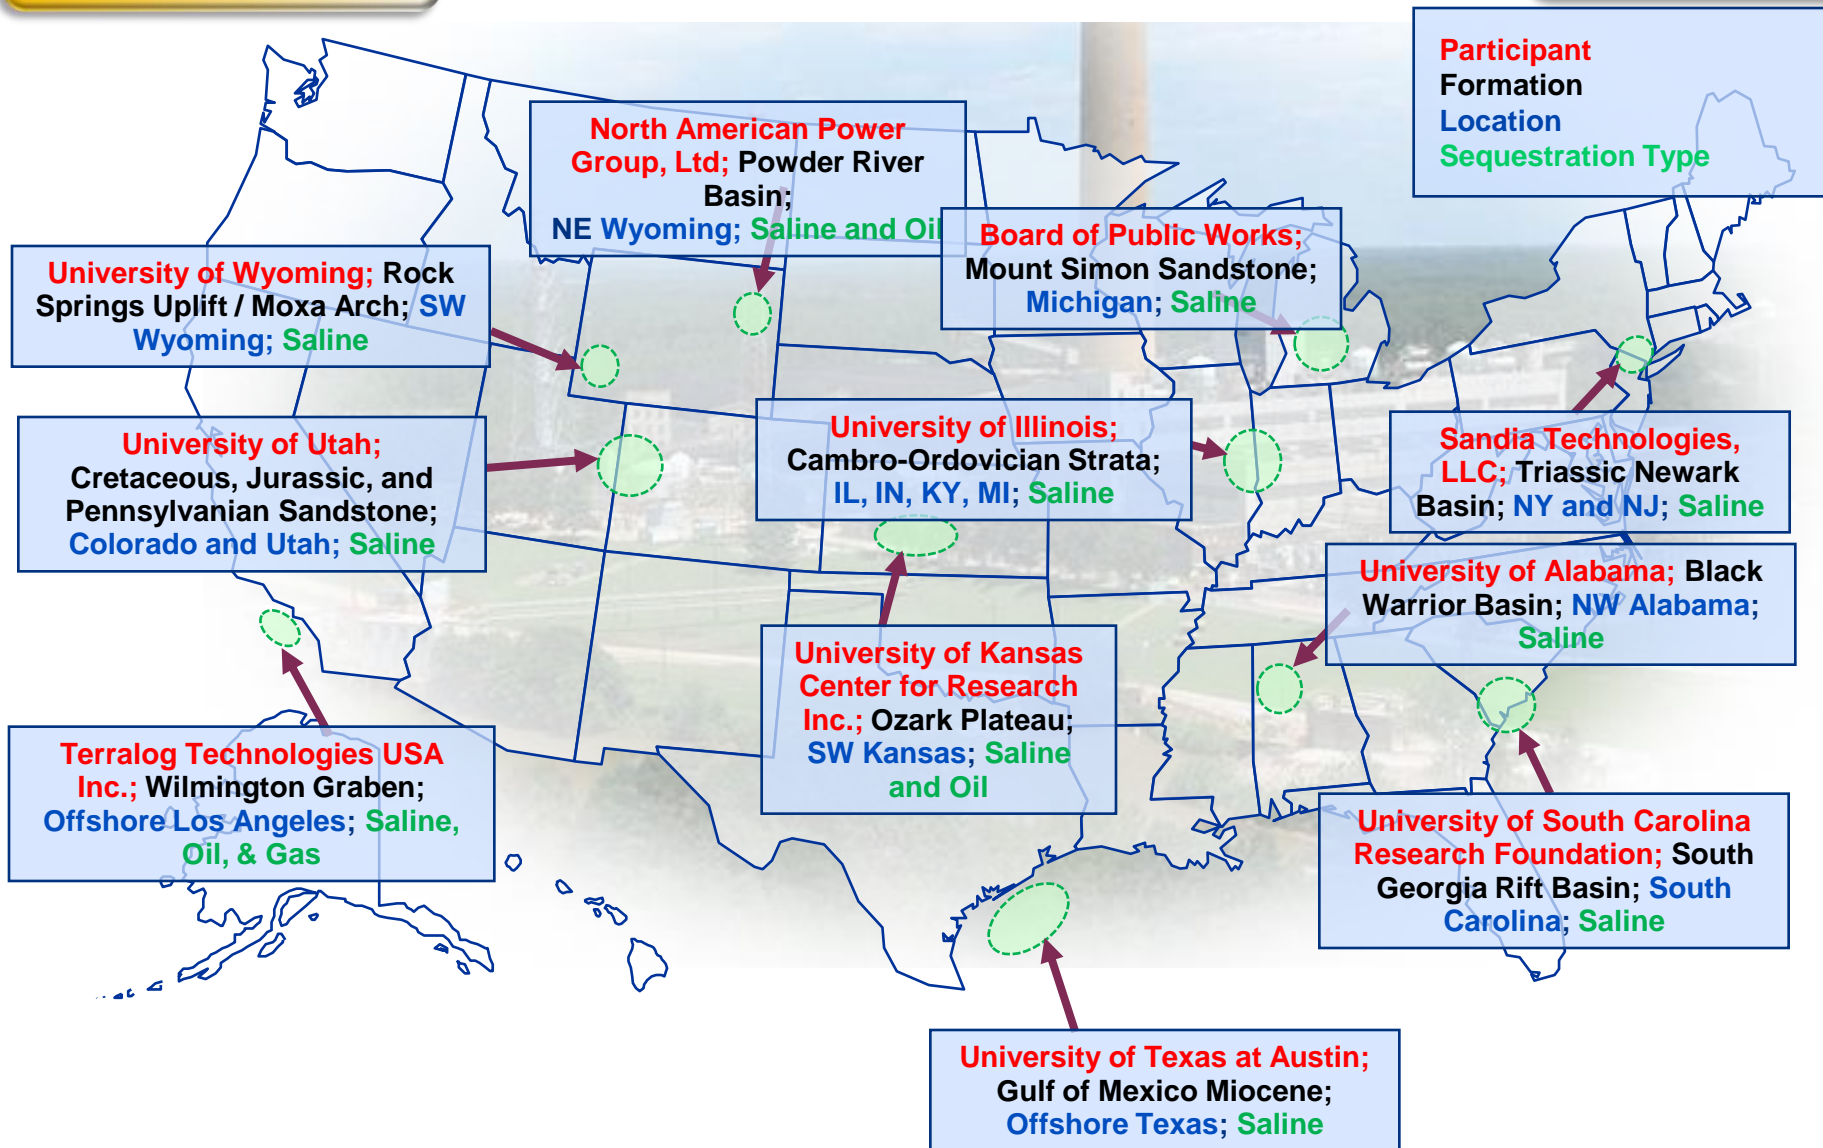 Participant
Formation
Location
Sequestration Type
North American Power
Group, Ltd; Powder River
Basin;
NE Wyoming; Saline and Oil
Board of Public Works;
Mount Simon Sandstone;
Michigan; Saline
University of Wyoming; Rock
Springs Uplift / Moxa Arch; SW
Wyoming; Saline
University of Utah;
Cretaceous, Jurassic, and
Pennsylvanian Sandstone;
Colorado and Utah; Saline
University of Illinois;
Cambro-Ordovician Strata;
IL, IN, KY, MI; Saline
Sandia Technologies,
LLC; Triassic Newark
Basin; NY and NJ; Saline
University of Alabama; Black
Warrior Basin; NW Alabama;
Saline
University of Kansas
Center for Research
Inc.; Ozark Plateau;
SW Kansas; Saline
and Oil
Terralog Technologies USA
Inc.; Wilmington Graben;
Offshore Los Angeles; Saline,
Oil, & Gas
University of South Carolina
Research Foundation; South
Georgia Rift Basin; South
Carolina; Saline
University of Texas at Austin;
Gulf of Mexico Miocene;
Offshore Texas; Saline